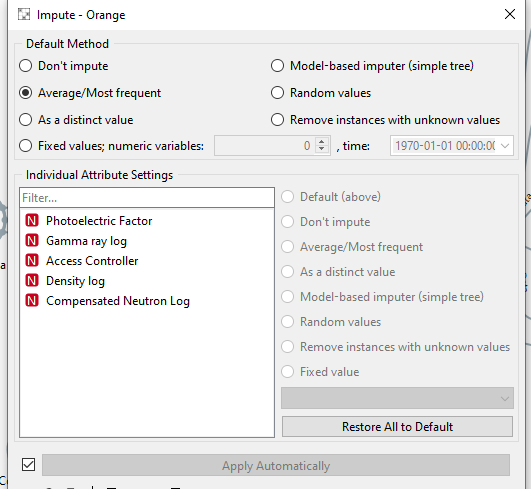 Impute - Orange
Default Method
Don't impute
Model-based imputer (simple tree)
Average/Most frequent
Random values
As a distinct value
Remove instances with unknown values
Fixed values; numeric variables: 0 , time: 1970-01-01 00:00:00
Individual Attribute Settings
Filter...
Default (above)
N Photoelectric Factor
Don't impute
N Gamma ray log
Average/Most frequent
N Access Controller
As a distinct value
N Density log
Model-based imputer (simple tree)
N Compensated Neutron Log
Random values
Remove instances with unknown values
Fixed value
Restore All to Default
Apply Automatically